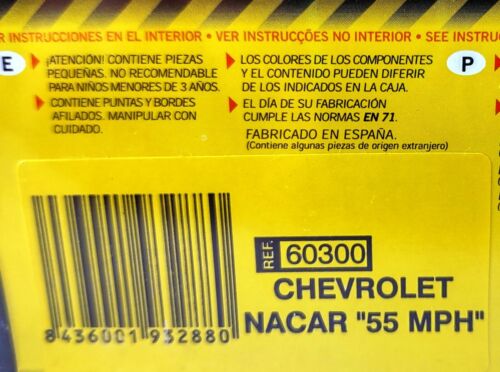 R INSTRUCCIONES EN EL INTERIOR • VER INSTRUCÇÕES NO INTERIOR • SEE INSTRU
E
¡ATENCIÓN! CONTIENE PIEZAS
PEQUEÑAS. NO RECOMENDABLE
PARA NIÑOS MENORES DE 3 AÑOS.
CONTIENE PUNTAS Y BORDES
AFILADOS. MANIPULAR CON
CUIDADO.
LOS COLORES DE LOS COMPONENTES
Y EL CONTENIDO PUEDEN DIFERIR
DE LOS INDICADOS EN LA CAJA.
EL DÍA DE SU FABRICACIÓN
CUMPLE LAS NORMAS EN 71.
FABRICADO EN ESPAÑA.
(Contiene algunas piezas de origen extranjero)
P
REF. 60300
CHEVROLET
NACAR "55 MPH"
8 436001 932880